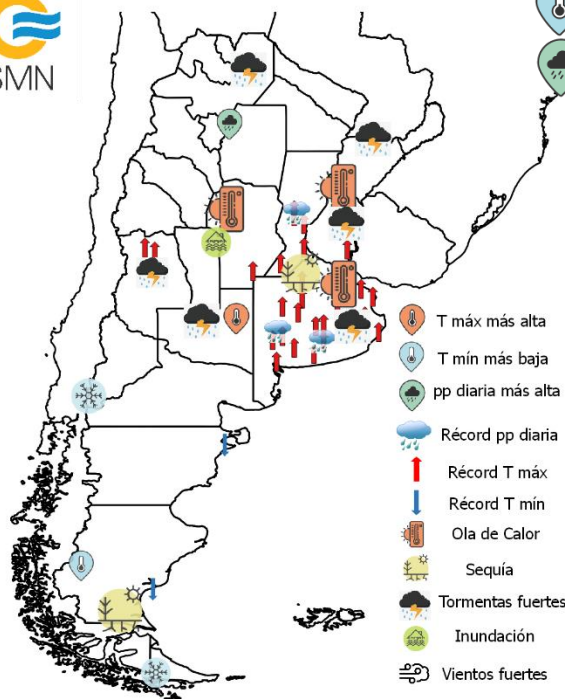 SMN
T máx más alta
T mín más baja
pp diaria más alta
Récord pp diaria
Récord T máx
Récord T mín
Ola de Calor
Sequía
Tormentas fuertes
Inundación
Vientos fuertes